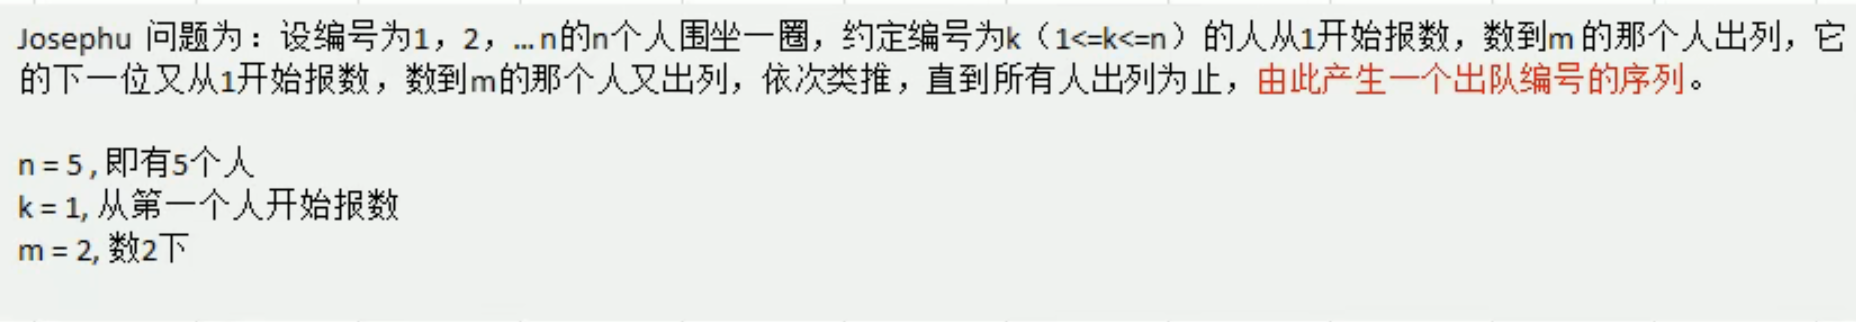 Josephu 问题为：设编号为1，2，… n的n个人围坐一圈，约定编号为k（1<=k<=n）的人从1开始报数，数到m 的那个人出列，它
的下一位又从1开始报数，数到m的那个人又出列，依次类推，直到所有人出列为止，由此产生一个出队编号的序列。
n = 5 , 即有5个人
k = 1, 从第一个人开始报数
m = 2, 数2下